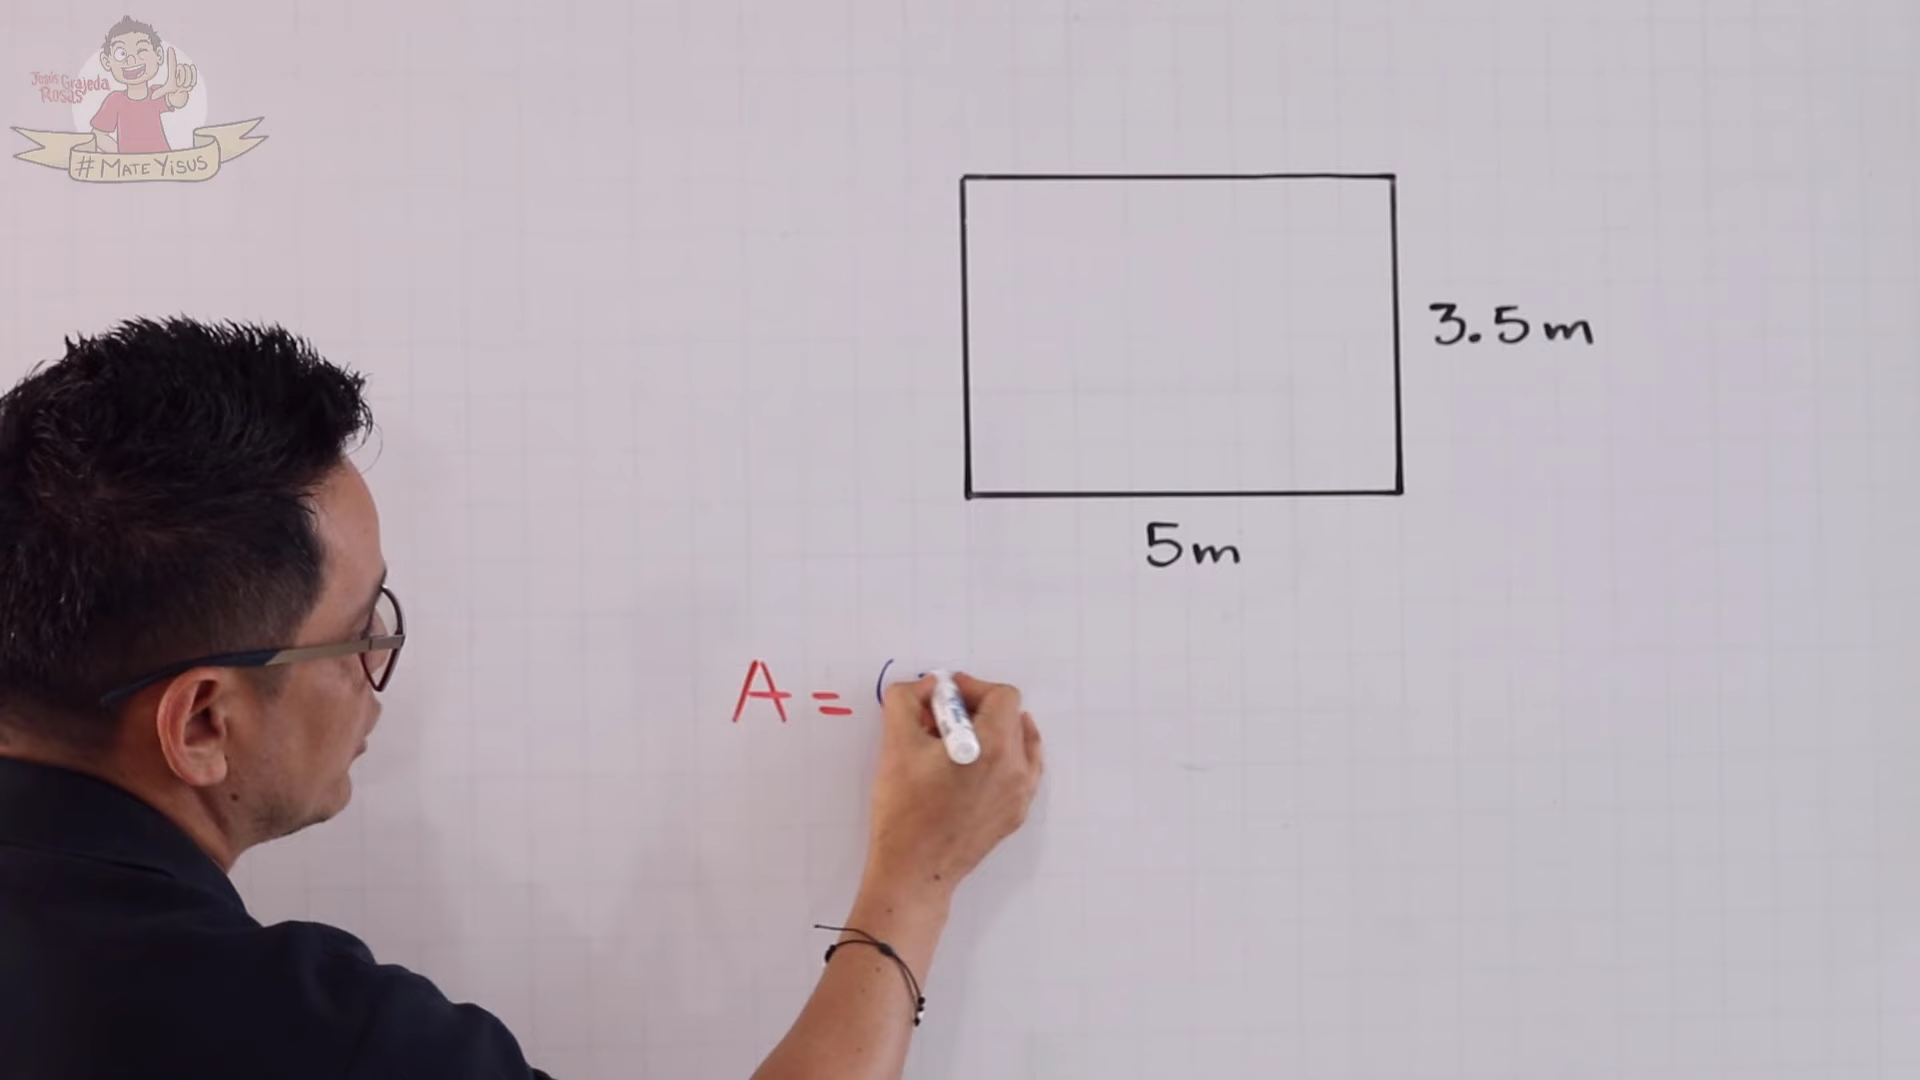 Jesús Grajeda
Rosas
# MATE YISUS
3.5m
5m
A = (